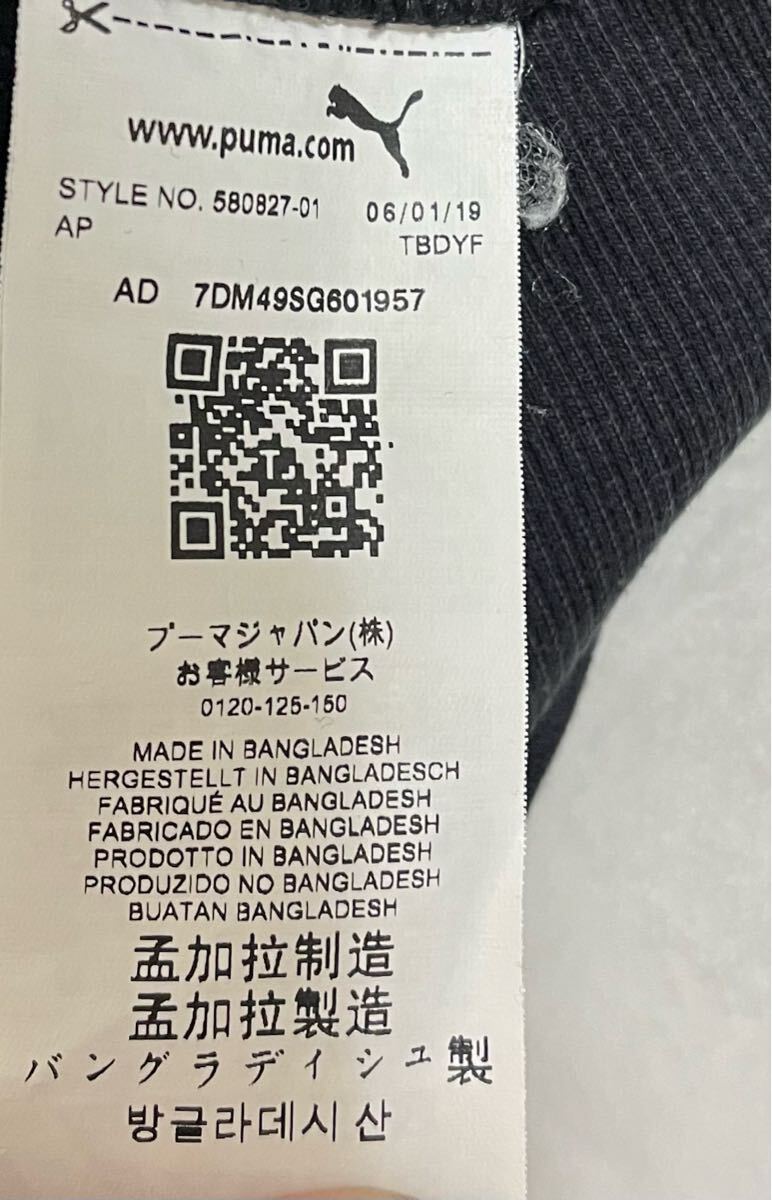 www.puma.com
STYLE NO. 580827-01 06/01/19
AP TBDYF
AD 7DM49SG601957
プーマジャパン(株)
お客様サービス
0120-125-150
MADE IN BANGLADESH
HERGESTELLT IN BANGLADESCH
FABRIQUÉ AU BANGLADESH
FABRICADO EN BANGLADESH
PRODOTTO IN BANGLADESH
PRODUZIDO NO BANGLADESH
BUATAN BANGLADESH
孟加拉制造
孟加拉製造
バングラディシュ製
방글라데시 산